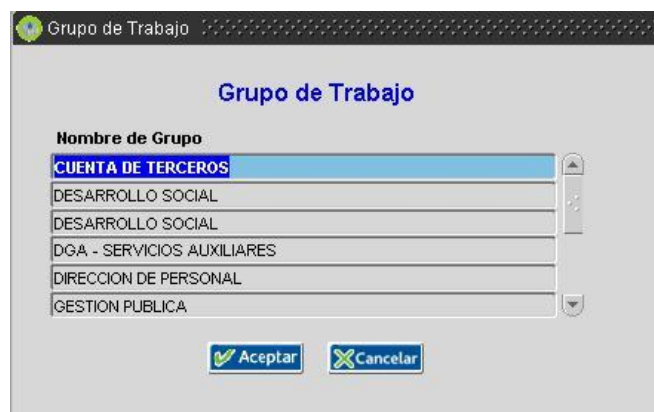 Grupo de Trabajo
Grupo de Trabajo
Nombre de Grupo
CUENTA DE TERCEROS
DESARROLLO SOCIAL
DESARROLLO SOCIAL
DGA - SERVICIOS AUXILIARES
DIRECCION DE PERSONAL
GESTION PUBLICA
Aceptar Cancelar